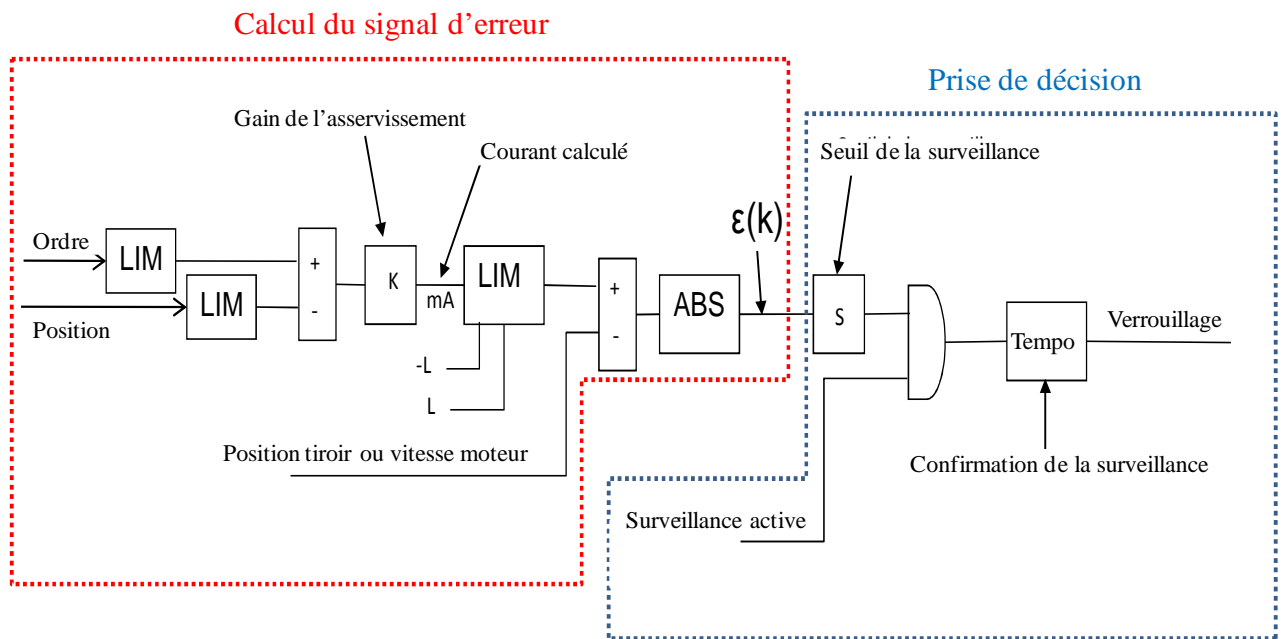 Calcul du signal d'erreur
Prise de décision
Gain de l'asservissement
Courant calculé
Seuil de la surveillance
ε(k)
Ordre
LIM
+
K
mA
LIM
+
ABS
S
LIM
-
Position
-
Tempo
Verrouillage
-L
L
Position tiroir ou vitesse moteur
Confirmation de la surveillance
Surveillance active